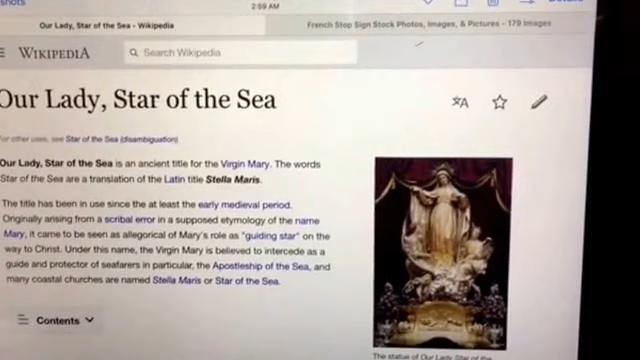 shots
2:59 AM
Details
Our Lady, Star of the Sea - Wikipedia
French Stop Sign Stock Photos, Images, & Pictures - 179 Images
WIKIPEDIA
Search Wikipedia
Our Lady, Star of the Sea
For other uses, see Star of the Sea (disambiguation)
Our Lady, Star of the Sea is an ancient title for the Virgin Mary. The words
Star of the Sea are a translation of the Latin title Stella Maris.
The title has been in use since the at least the early medieval period.
Originally arising from a scribal error in a supposed etymology of the name
Mary, it came to be seen as allegorical of Mary's role as "guiding star" on the
way to Christ. Under this name, the Virgin Mary is believed to intercede as a
guide and protector of seafarers in particular, the Apostleship of the Sea, and
many coastal churches are named Stella Maris or Star of the Sea.
Contents
The statue of Our Lady Star of the